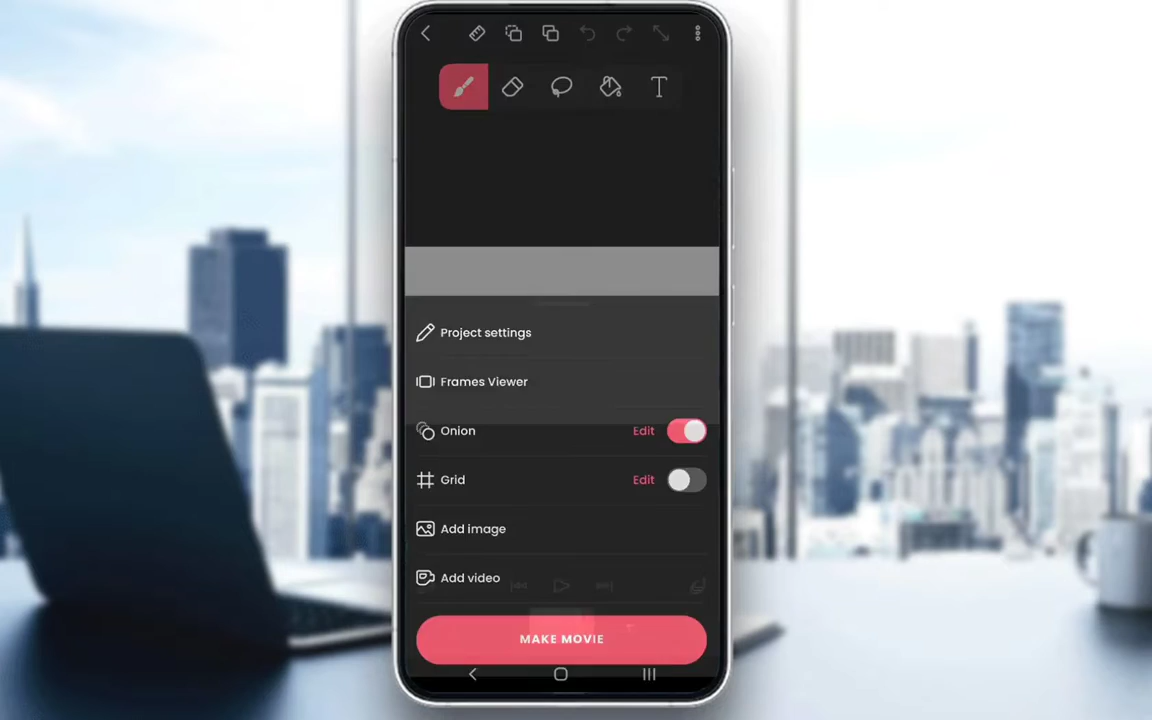 T
Project settings
Frames Viewer
Onion Edit
Grid Edit
Add image
Add video
MAKE MOVIE